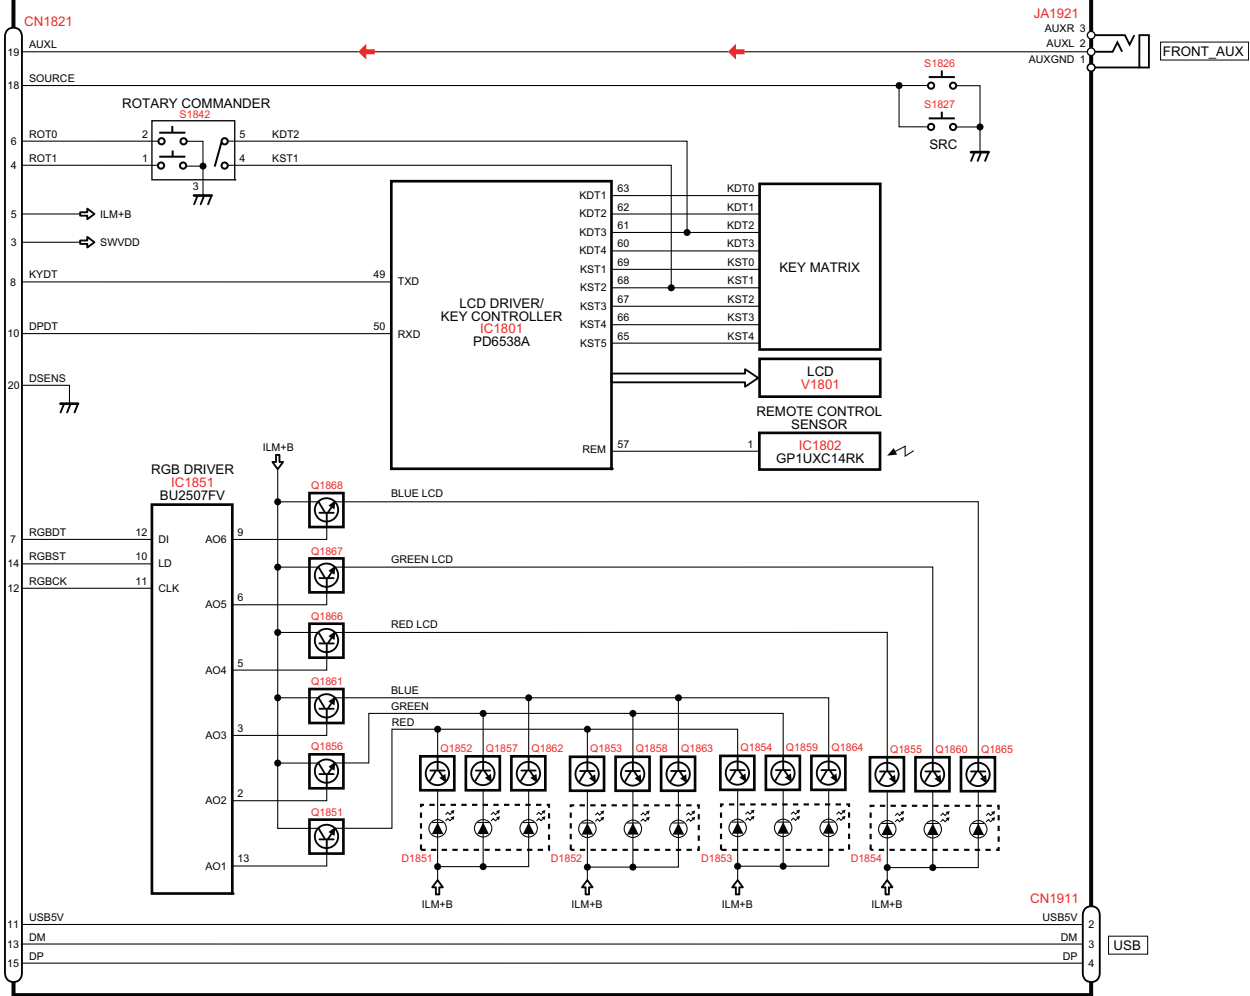 CN1821
JA1921
AUXR 3
19 AUXL
AUXL 2
FRONT_AUX
AUXGND 1
18 SOURCE
S1826
S1827
SRC
ROTARY COMMANDER
S1842
6 ROT0 2 5 KDT2
4 ROT1 1 4 KST1
3
5 ILM+B
3 SWVDD
8 KYDT 49 TXD
10 DPDT 50 RXD
20 DSENS
LCD DRIVER/
KEY CONTROLLER
IC1801
PD6538A
KDT1 63 KDT0
KDT2 62 KDT1
KDT3 61 KDT2
KDT4 60 KDT3
KST1 69 KST0
KST2 68 KST1
KST3 67 KST2
KST4 66 KST3
KST5 65 KST4
KEY MATRIX
LCD
V1801
REMOTE CONTROL
SENSOR
REM 57 1
IC1802
GP1UXC14RK
ILM+B
RGB DRIVER
IC1851
BU2507FV
7 RGBDT 12 DI
14 RGBST 10 LD
12 RGBCK 11 CLK
AO6 9
AO5 6
AO4 5
AO3 3
AO2 2
AO1 13
Q1868
BLUE LCD
Q1867
GREEN LCD
Q1866
RED LCD
Q1861
BLUE
GREEN
RED
Q1856
Q1851
Q1852 Q1857 Q1862 Q1853 Q1858 Q1863 Q1854 Q1859 Q1864 Q1855 Q1860 Q1865
D1851 D1852 D1853 D1854
ILM+B ILM+B ILM+B ILM+B
CN1911
11 USB5V USB5V 2
13 DM DM 3
USB
15 DP DP 4